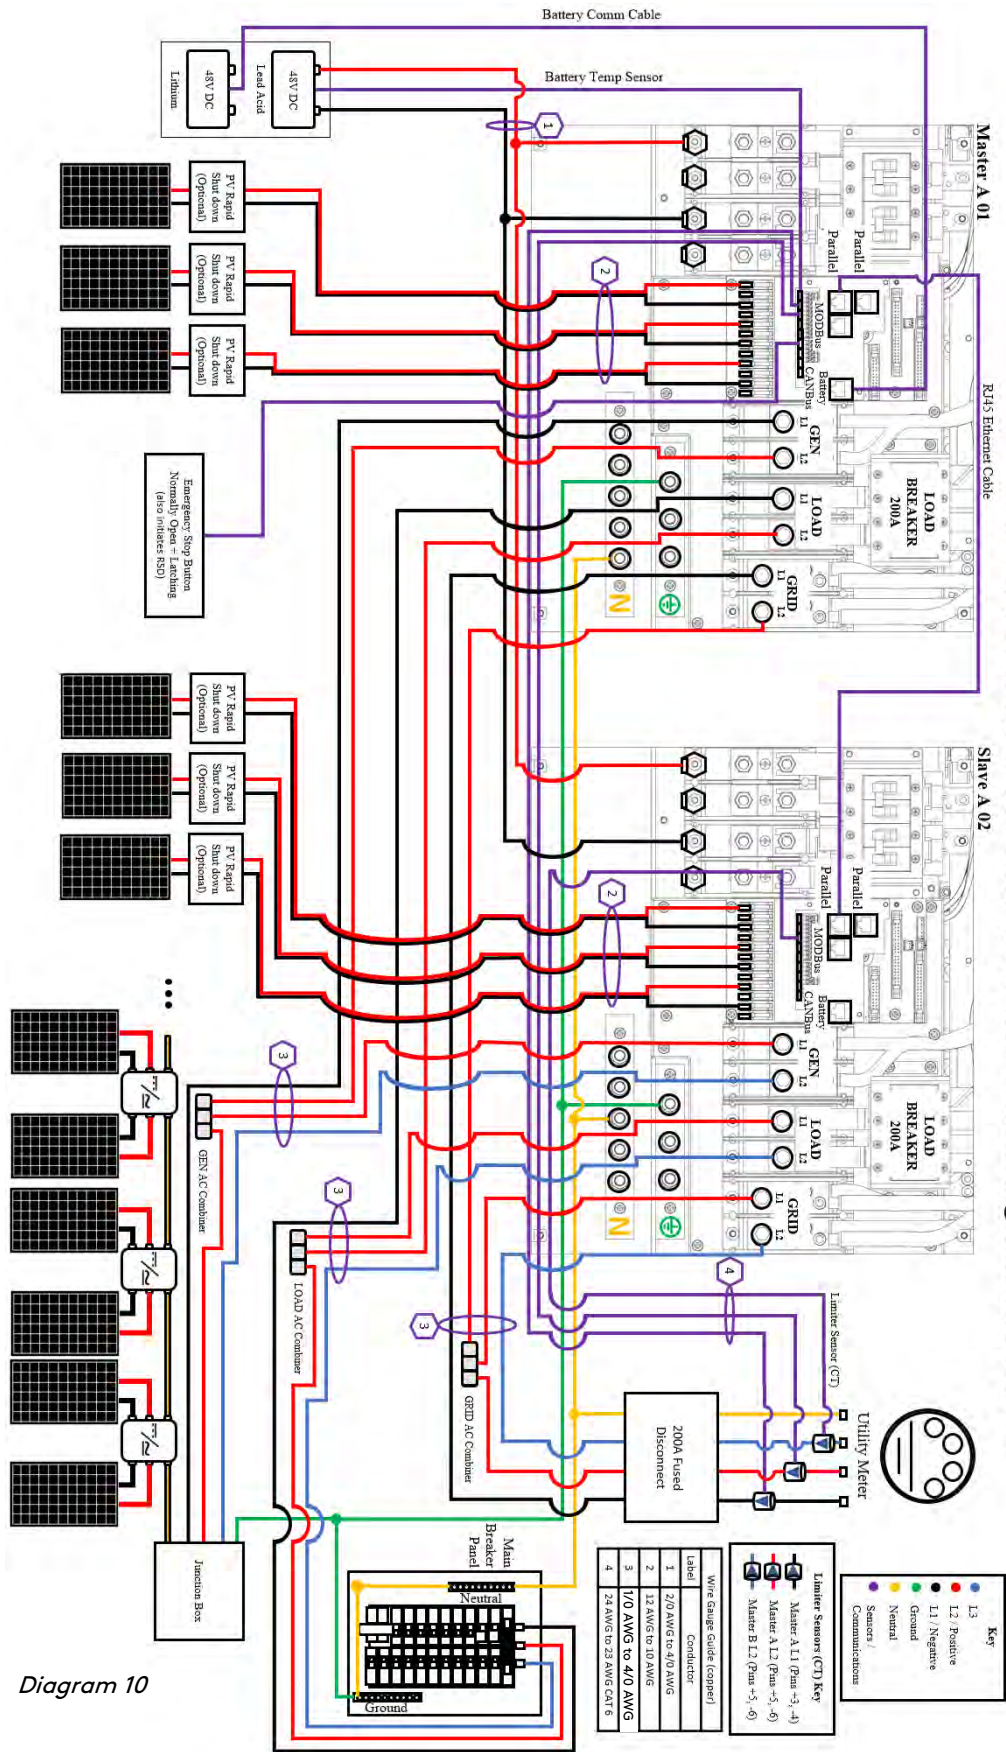 Battery Comm Cable
Battery Temp Sensor
48V DC
Lithium
48V DC
Lead Acid
1
Master A 01
PV Rapid
Shut down
(Optional)
PV Rapid
Shut down
(Optional)
PV Rapid
Shut down
(Optional)
2
Parallel
Parallel
MODBus
Battery
CANBus
RJ45 Ethernet Cable
L1
GEN
L2
L1
LOAD
L2
LOAD
BREAKER
200A
GRID
L2
N
Emergency Stop Button
Normally Open - Latching
(also initiates RSD)
Slave A 02
PV Rapid
Shut down
(Optional)
PV Rapid
Shut down
(Optional)
PV Rapid
Shut down
(Optional)
2
Parallel
Parallel
MODBus
Battery
CANBus
L1
GEN
L2
L1
LOAD
L2
LOAD
BREAKER
200A
L1
GRID
L2
N
3
GEN AC Combiner
3
LOAD AC Combiner
3
GRID AC Combiner
4
Limiter Sensor (CT)
200A Fused
Disconnect
Utility Meter
Junction Box
Main
Breaker
Panel
Neutral
Ground
Wire Gauge Guide (copper)
Label Conductor
1 2/0 AWG to 4/0 AWG
2 12 AWG to 10 AWG
3 1/0 AWG to 4/0 AWG
4 24 AWG to 23 AWG CAT 6
Limiter Sensors (CT) Key
Master A L1 (Pins +3, -4)
Master A L2 (Pins +5, -6)
Master B L2 (Pins +5, -6)
Key
L3
L2 / Positive
L1 / Negative
Ground
Neutral
Sensors /
Communications
Diagram 10